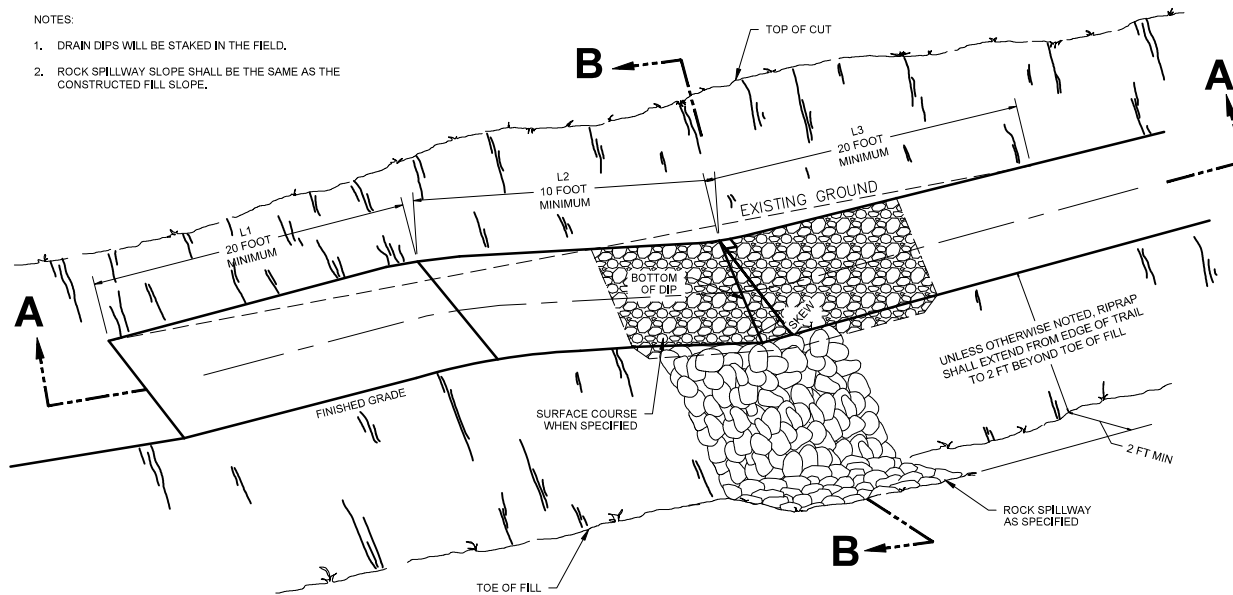 NOTES:
1. DRAIN DIPS WILL BE STAKED IN THE FIELD.
2. ROCK SPILLWAY SLOPE SHALL BE THE SAME AS THE
CONSTRUCTED FILL SLOPE.
TOP OF CUT
B
A
L3
20 FOOT
MINIMUM
L2
10 FOOT
MINIMUM
EXISTING GROUND
L1
20 FOOT
MINIMUM
BOTTOM
OF DIP
SKEW
A
UNLESS OTHERWISE NOTED, RIPRAP
SHALL EXTEND FROM EDGE OF TRAIL
TO 2 FT BEYOND TOE OF FILL
FINISHED GRADE
SURFACE COURSE
WHEN SPECIFIED
2 FT MIN
ROCK SPILLWAY
AS SPECIFIED
B
TOE OF FILL